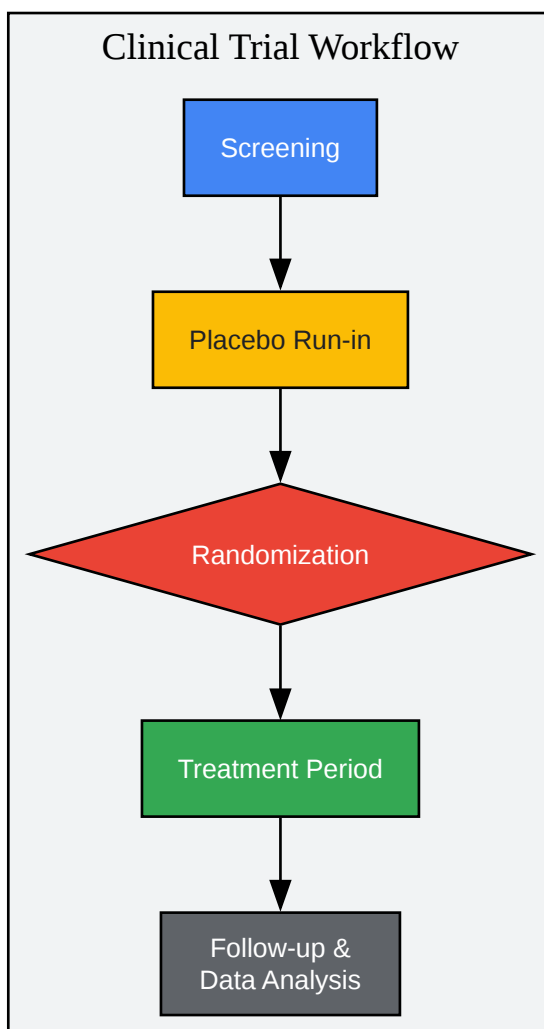 Clinical Trial Workflow
Screening
Placebo Run-in
Randomization
Treatment Period
Follow-up &
Data Analysis